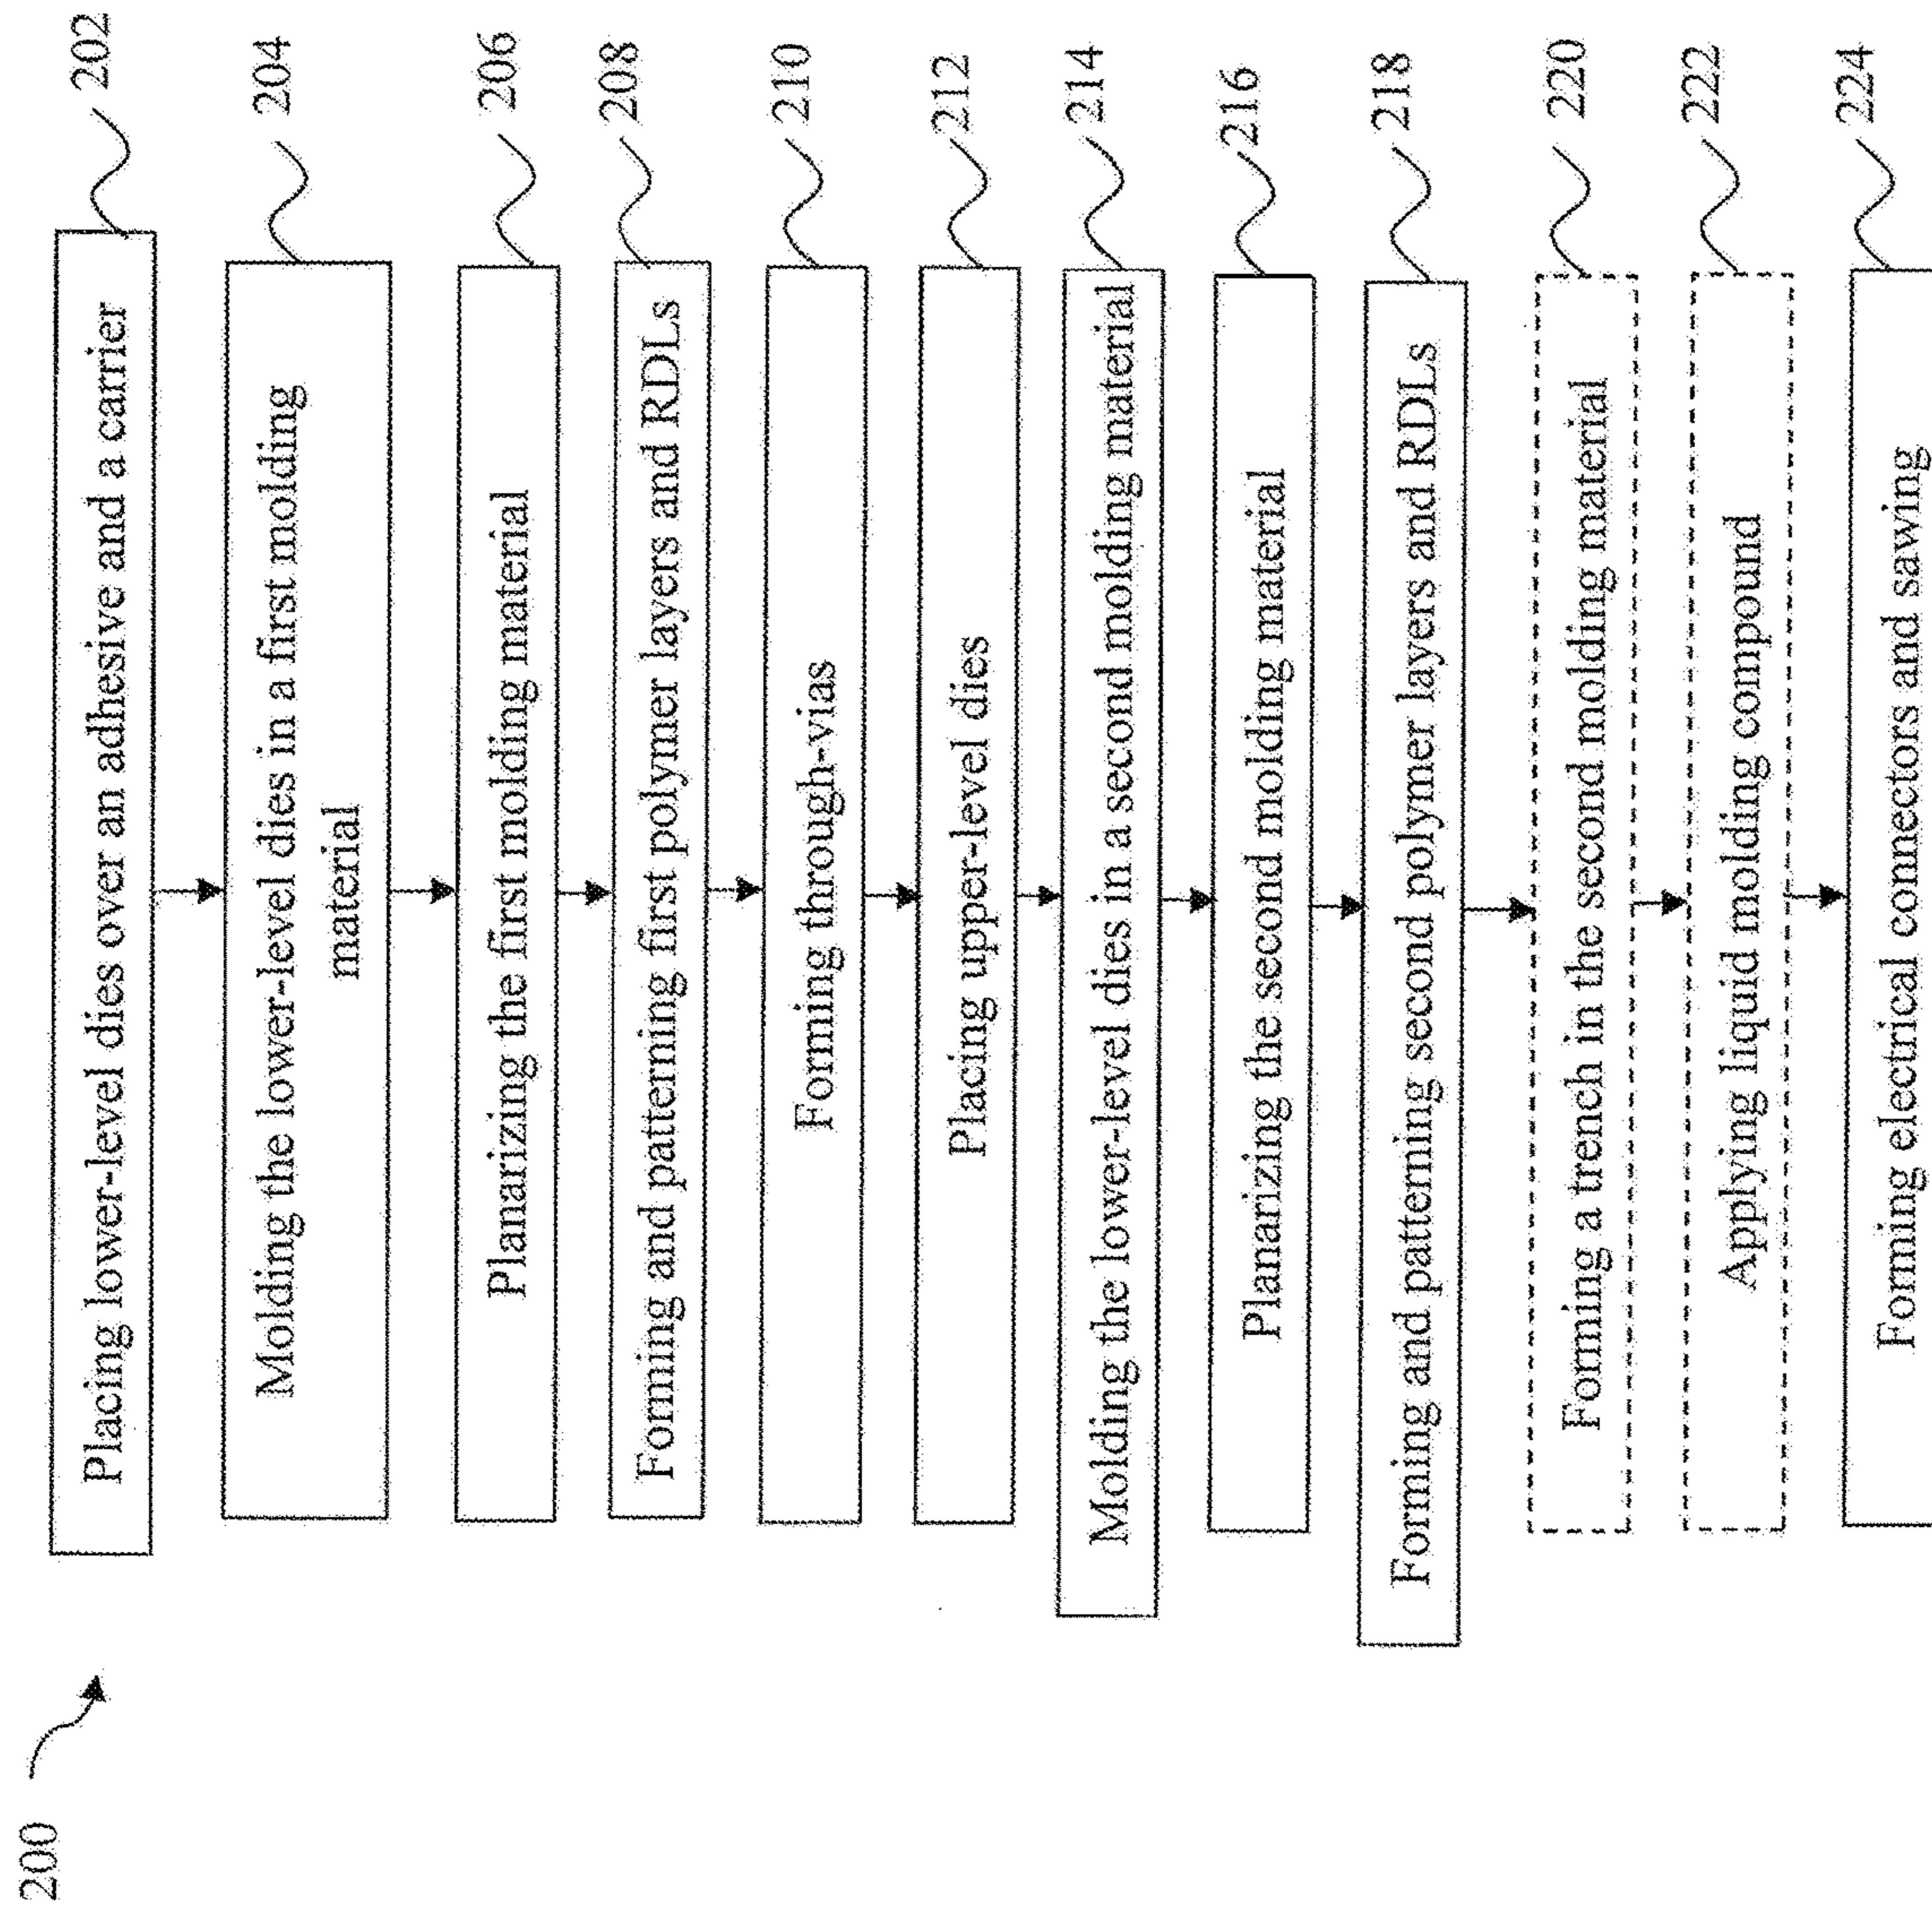 200
Placing lower-level dies over an adhesive and a carrier
202
Molding the lower-level dies in a first molding
material
204
Planarizing the first molding material
206
Forming and patterning first polymer layers and RDLs
208
Forming through-vias
210
Placing upper-level dies
212
Molding the lower-level dies in a second molding material
214
Planarizing the second molding material
216
Forming and patterning second polymer layers and RDLs
218
Forming a trench in the second molding material
220
Applying liquid molding compound
222
Forming electrical connectors and sawing
224